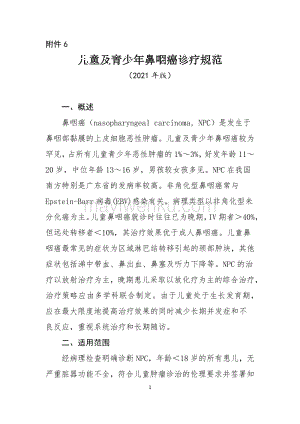 附件 6
儿童及青少年鼻咽癌诊疗规范
（2021 年版）
一、概述
鼻咽癌（nasopharyngeal carcinoma, NPC）是发生于
鼻咽部黏膜的上皮细胞恶性肿瘤。儿童及青少年鼻咽癌较为
罕见，占所有儿童青少年恶性肿瘤的 1%～3%，好发年龄 11～
20 岁，中位年龄 13～16 岁，男孩较女孩多见。NPC 在我国
南方特别是广东省的发病率较高。非角化型鼻咽癌常与
Epstein-Barr 病毒(EBV)感染有关，病理类型以非角化型未
分化癌为主。儿童鼻咽癌就诊时往往已为晚期，IV 期者＞40%，
但远处转移者＜10%，其治疗效果优于成人鼻咽癌。儿童鼻
咽癌最常见的症状为区域淋巴结转移引起的颈部肿块，其他
症状包括涕中带血、鼻出血、鼻塞及听力下降等。NPC 的治
疗以放射治疗为主，晚期患儿采取以放化疗为主的综合治疗，
治疗策略应由多学科联合制定。由于儿童处于生长发育期，
应在最大限度地提高治疗效果的同时减少长期并发症和不
良反应，重视系统治疗和长期随访。
二、适用范围
经病理检查明确诊断 NPC，年龄＜18 岁的所有患儿，无
严重脏器功能不全，符合儿童肿瘤诊治的伦理要求并签署知
1